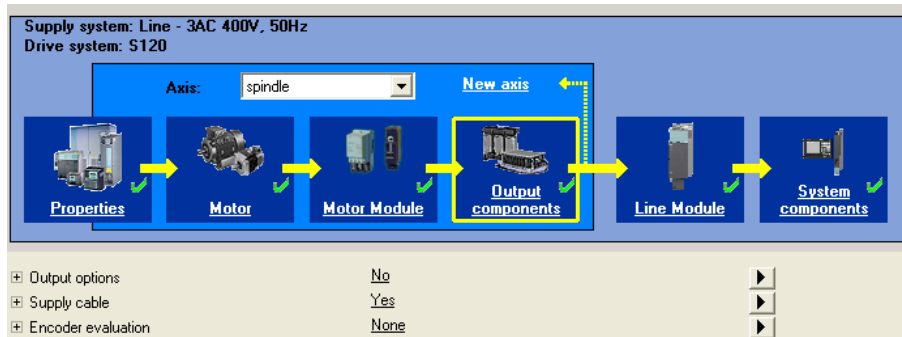 Supply system: Line - 3AC 400V, 50Hz
Drive system: S120
Axis: spindle New axis
Properties
Motor
Motor Module
Output components
Line Module
System components
Output options No
Supply cable Yes
Encoder evaluation None